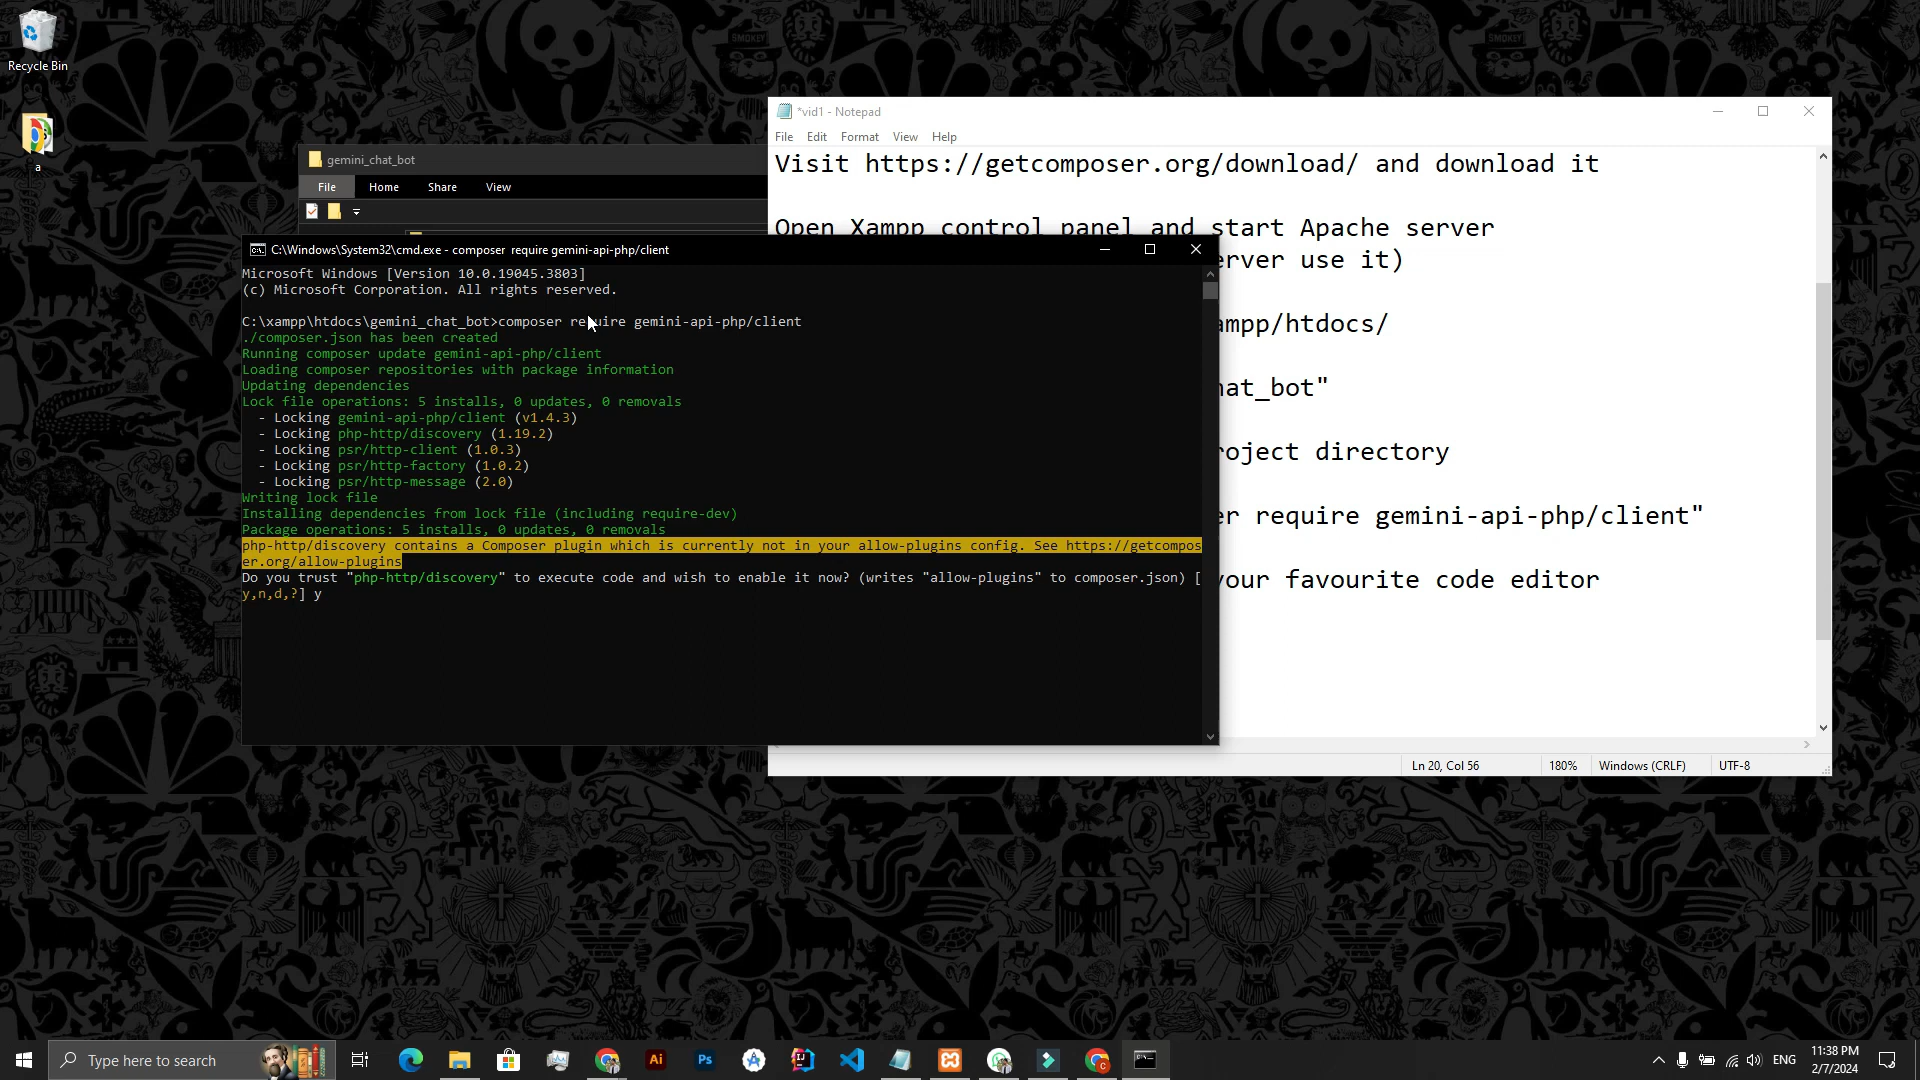 Recycle Bin
a
gemini_chat_bot
File Home Share View
*vid1 - Notepad
File Edit Format View Help
Visit https://getcomposer.org/download/ and download it
Open Xampp control panel and start Apache server
erver use it)
ampp/htdocs/
hat_bot"
roject directory
er require gemini-api-php/client"
your favourite code editor
Ln 20, Col 56 180% Windows (CRLF) UTF-8
C:\Windows\System32\cmd.exe - composer require gemini-api-php/client
Microsoft Windows [Version 10.0.19045.3803]
(c) Microsoft Corporation. All rights reserved.
C:\xampp\htdocs\gemini_chat_bot>composer require gemini-api-php/client
./composer.json has been created
Running composer update gemini-api-php/client
Loading composer repositories with package information
Updating dependencies
Lock file operations: 5 installs, 0 updates, 0 removals
- Locking gemini-api-php/client (v1.4.3)
- Locking php-http/discovery (1.19.2)
- Locking psr/http-client (1.0.3)
- Locking psr/http-factory (1.0.2)
- Locking psr/http-message (2.0)
Writing lock file
Installing dependencies from lock file (including require-dev)
Package operations: 5 installs, 0 updates, 0 removals
php-http/discovery contains a Composer plugin which is currently not in your allow-plugins config. See https://getcompos
er.org/allow-plugins
Do you trust "php-http/discovery" to execute code and wish to enable it now? (writes "allow-plugins" to composer.json) [
y,n,d,?] y
Type here to search
Ai
Ps
ENG
11:38 PM
2/7/2024